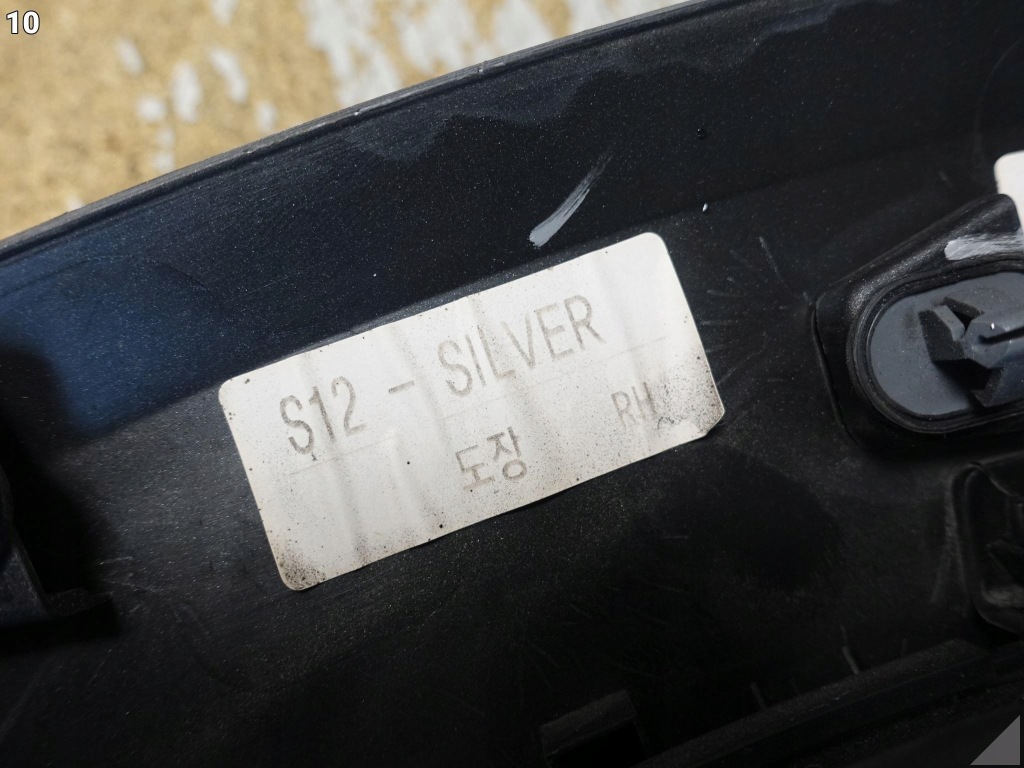 10
S12 - SILVER
도장 RH